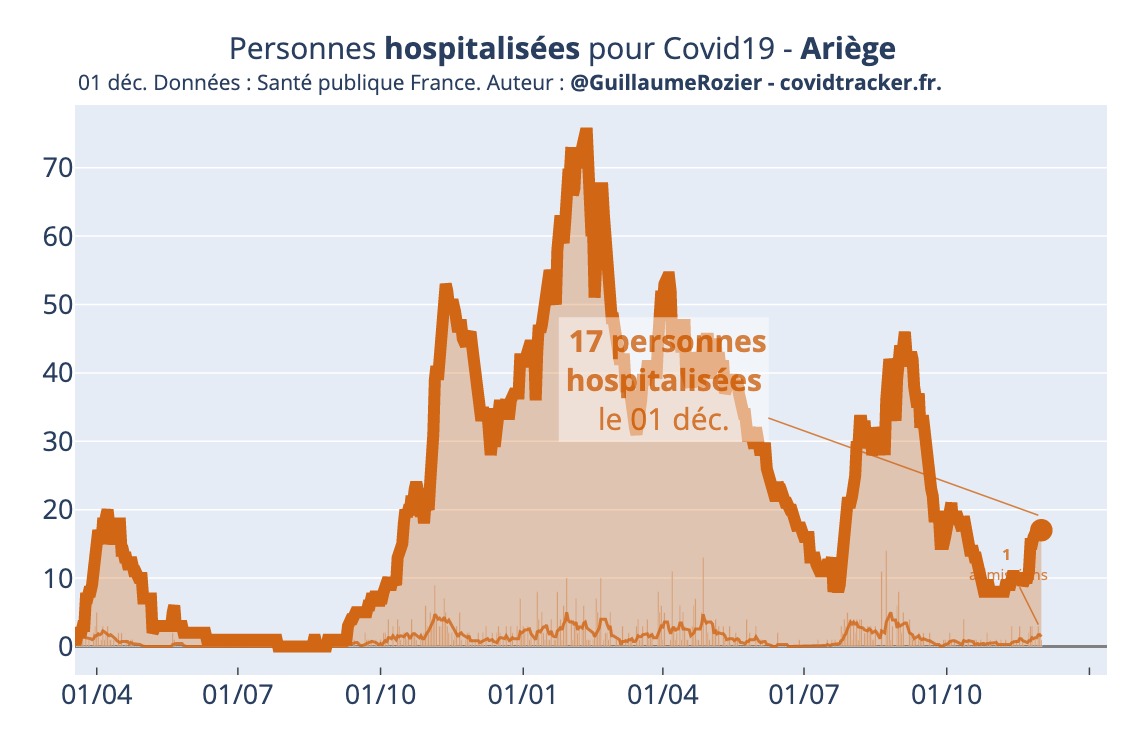 Personnes hospitalisées pour Covid19 - Ariège
01 déc. Données : Santé publique France. Auteur : @GuillaumeRozier - covidtracker.fr.
70
60
50
40
30
20
10
0
17 personnes
hospitalisées
le 01 déc.
1
admissions
01/04
01/07
01/10
01/01
01/04
01/07
01/10